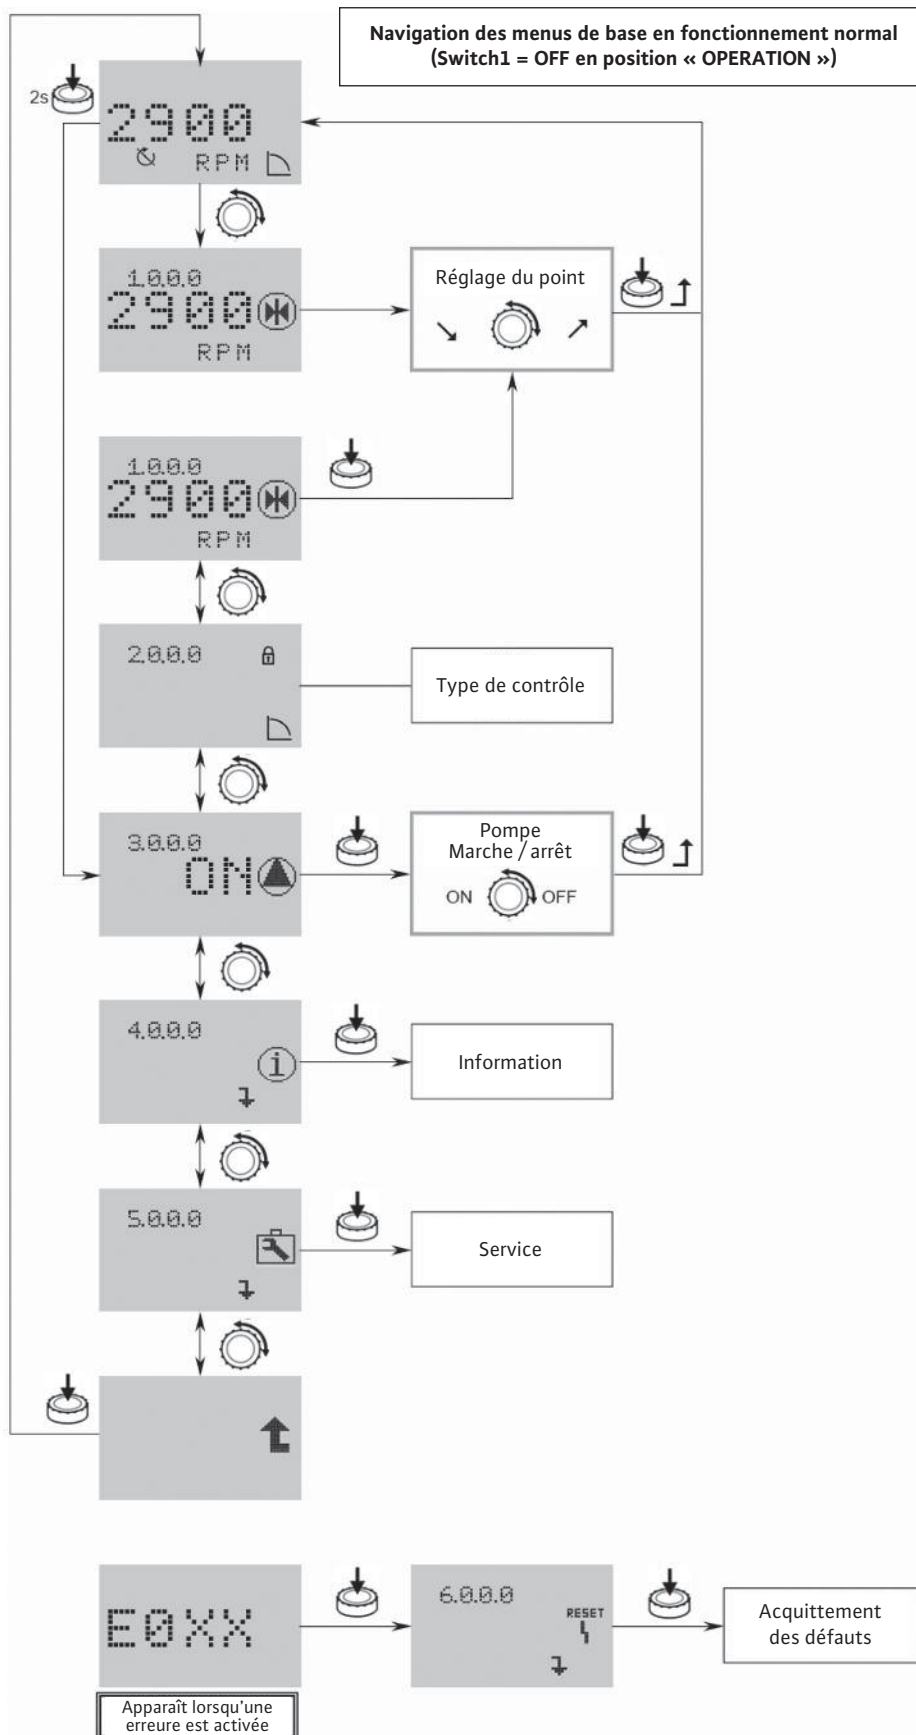 Navigation des menus de base en fonctionnement normal
(Switch1 = OFF en position « OPERATION »)
2s
2900
RPM
1.0.0.0
2900
RPM
Réglage du point
1.0.0.0
2900
RPM
2.0.0.0
Type de contrôle
3.0.0.0
ON
Pompe
Marche / arrêt
ON
OFF
4.0.0.0
i
Information
5.0.0.0
Service
E0XX
6.0.0.0
RESET
Acquittement
des défauts
Apparaît lorsqu'une
erreure est activée